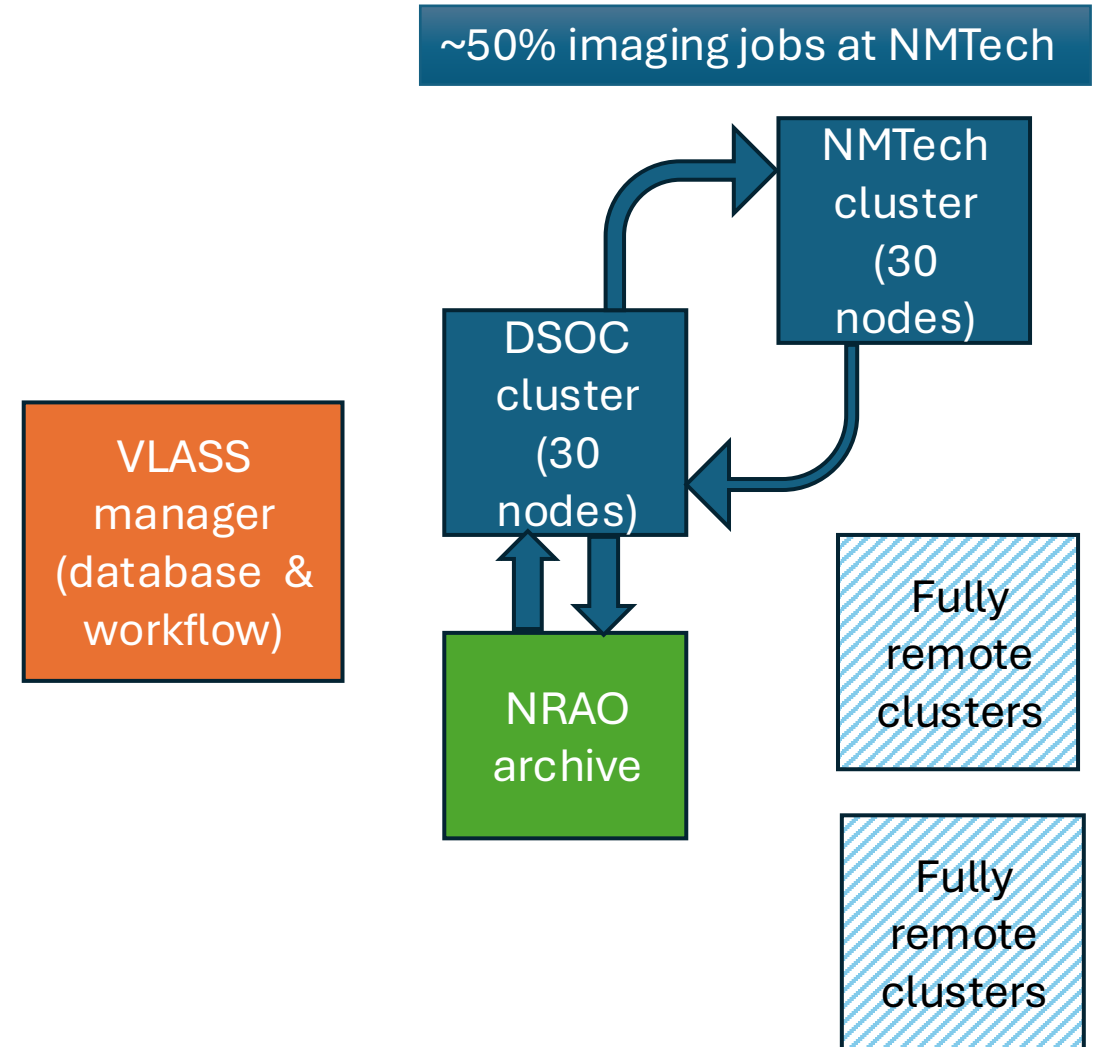 ~50% imaging jobs at NMTech
NMTech
cluster
(30
nodes)
DSOC
cluster
(30
nodes)
VLASS
manager
(database &
workflow)
NRAO
archive
Fully
remote
clusters
Fully
remote
clusters